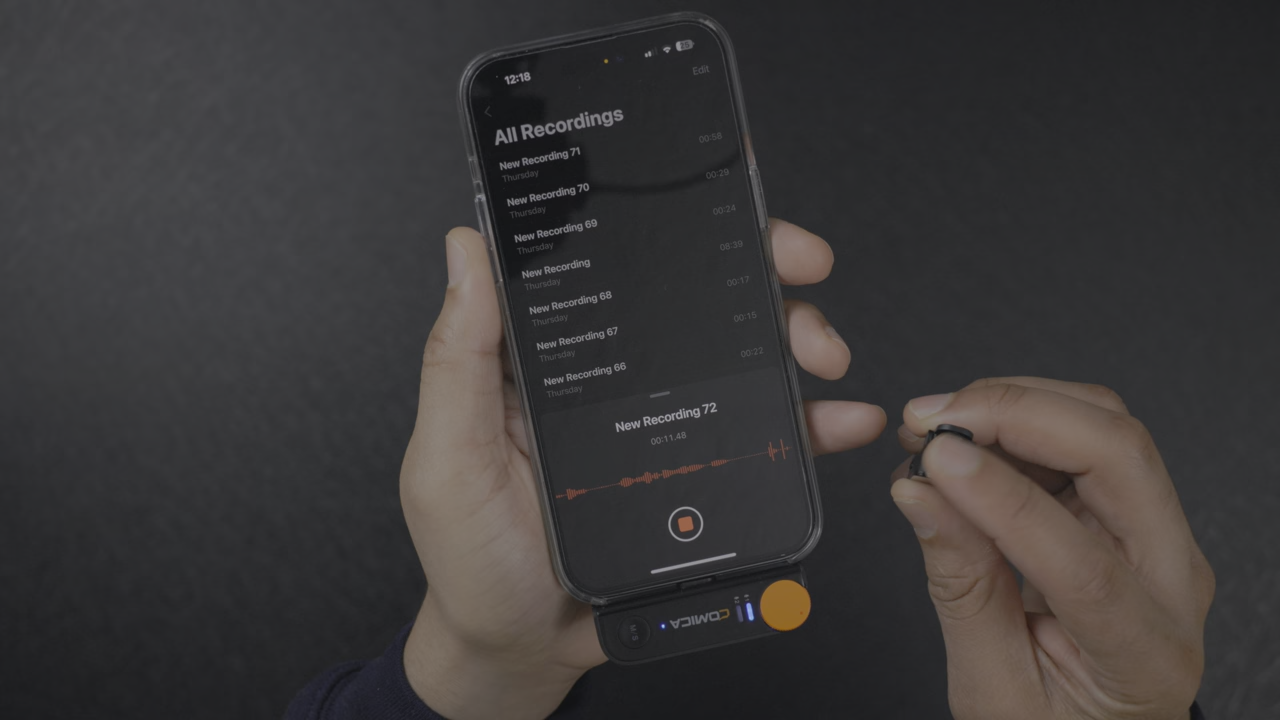 12:18
25
Edit
All Recordings
New Recording 71
Thursday
00:58
New Recording 70
Thursday
00:29
New Recording 69
Thursday
00:24
New Recording
Thursday
08:39
New Recording 68
Thursday
00:17
New Recording 67
Thursday
00:15
New Recording 66
Thursday
00:22
New Recording 72
00:11.48
COMICA
M/S